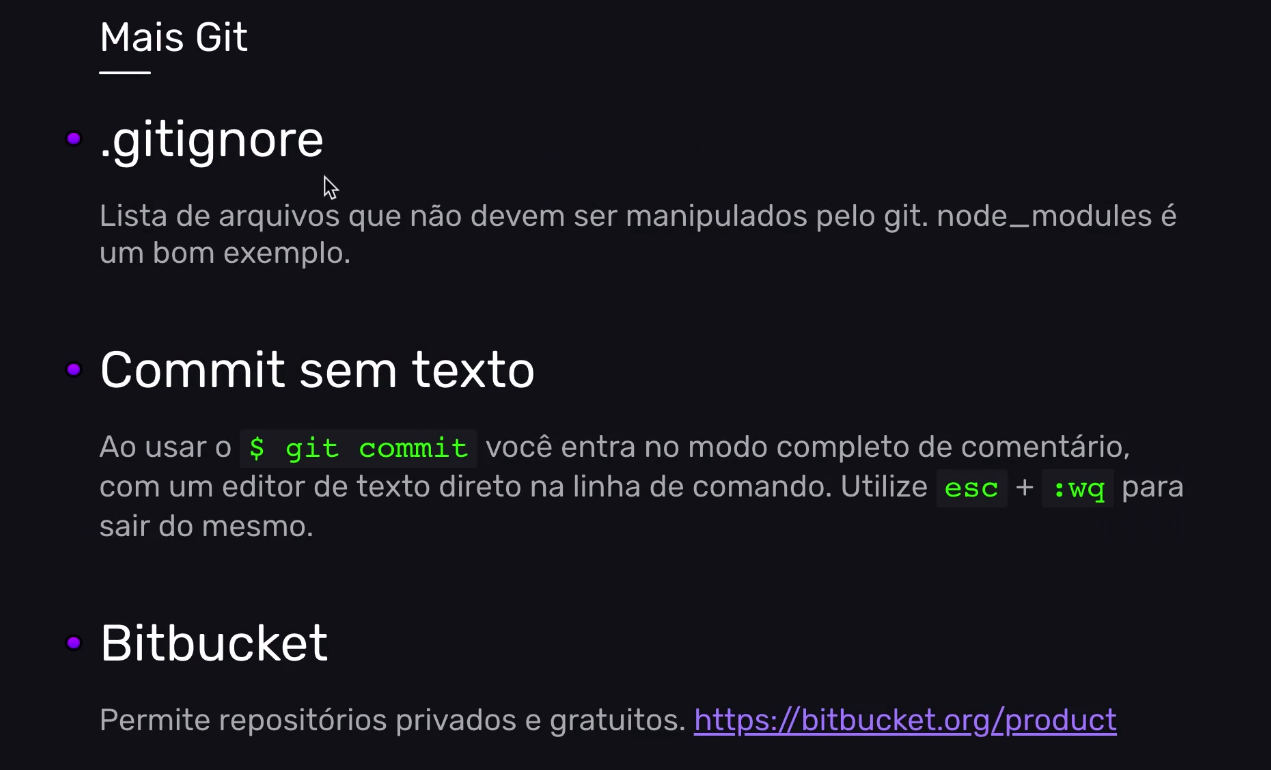 Mais Git
.gitignore
Lista de arquivos que não devem ser manipulados pelo git. node_modules é
um bom exemplo.
Commit sem texto
Ao usar o $ git commit você entra no modo completo de comentário,
com um editor de texto direto na linha de comando. Utilize esc + :wq para
sair do mesmo.
Bitbucket
Permite repositórios privados e gratuitos. https://bitbucket.org/product